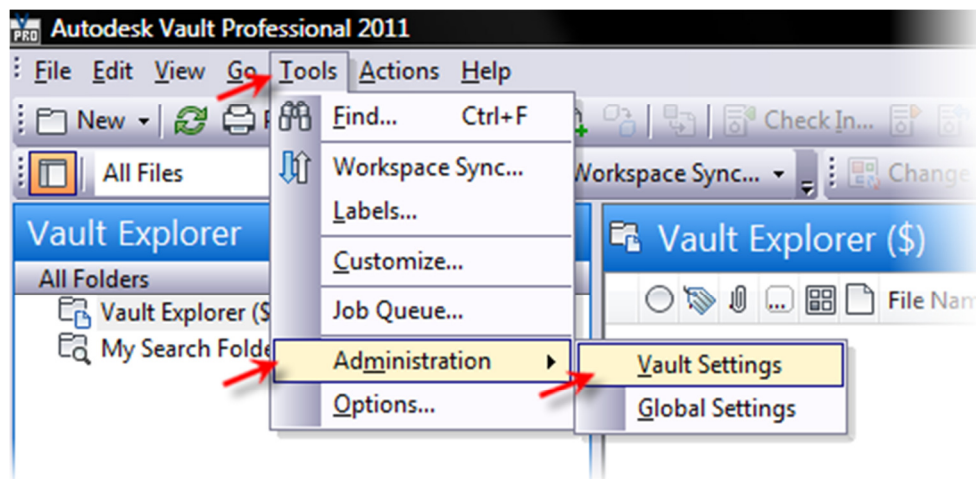 PRO Autodesk Vault Professional 2011
File Edit View Go Tools Actions Help
New Find... Ctrl+F Check In...
All Files Workspace Sync... Workspace Sync... Change
Labels...
Vault Explorer Vault Explorer ($)
Customize...
All Folders
Vault Explorer ($ Job Queue... File Nam
My Search Folde Administration Vault Settings
Options... Global Settings